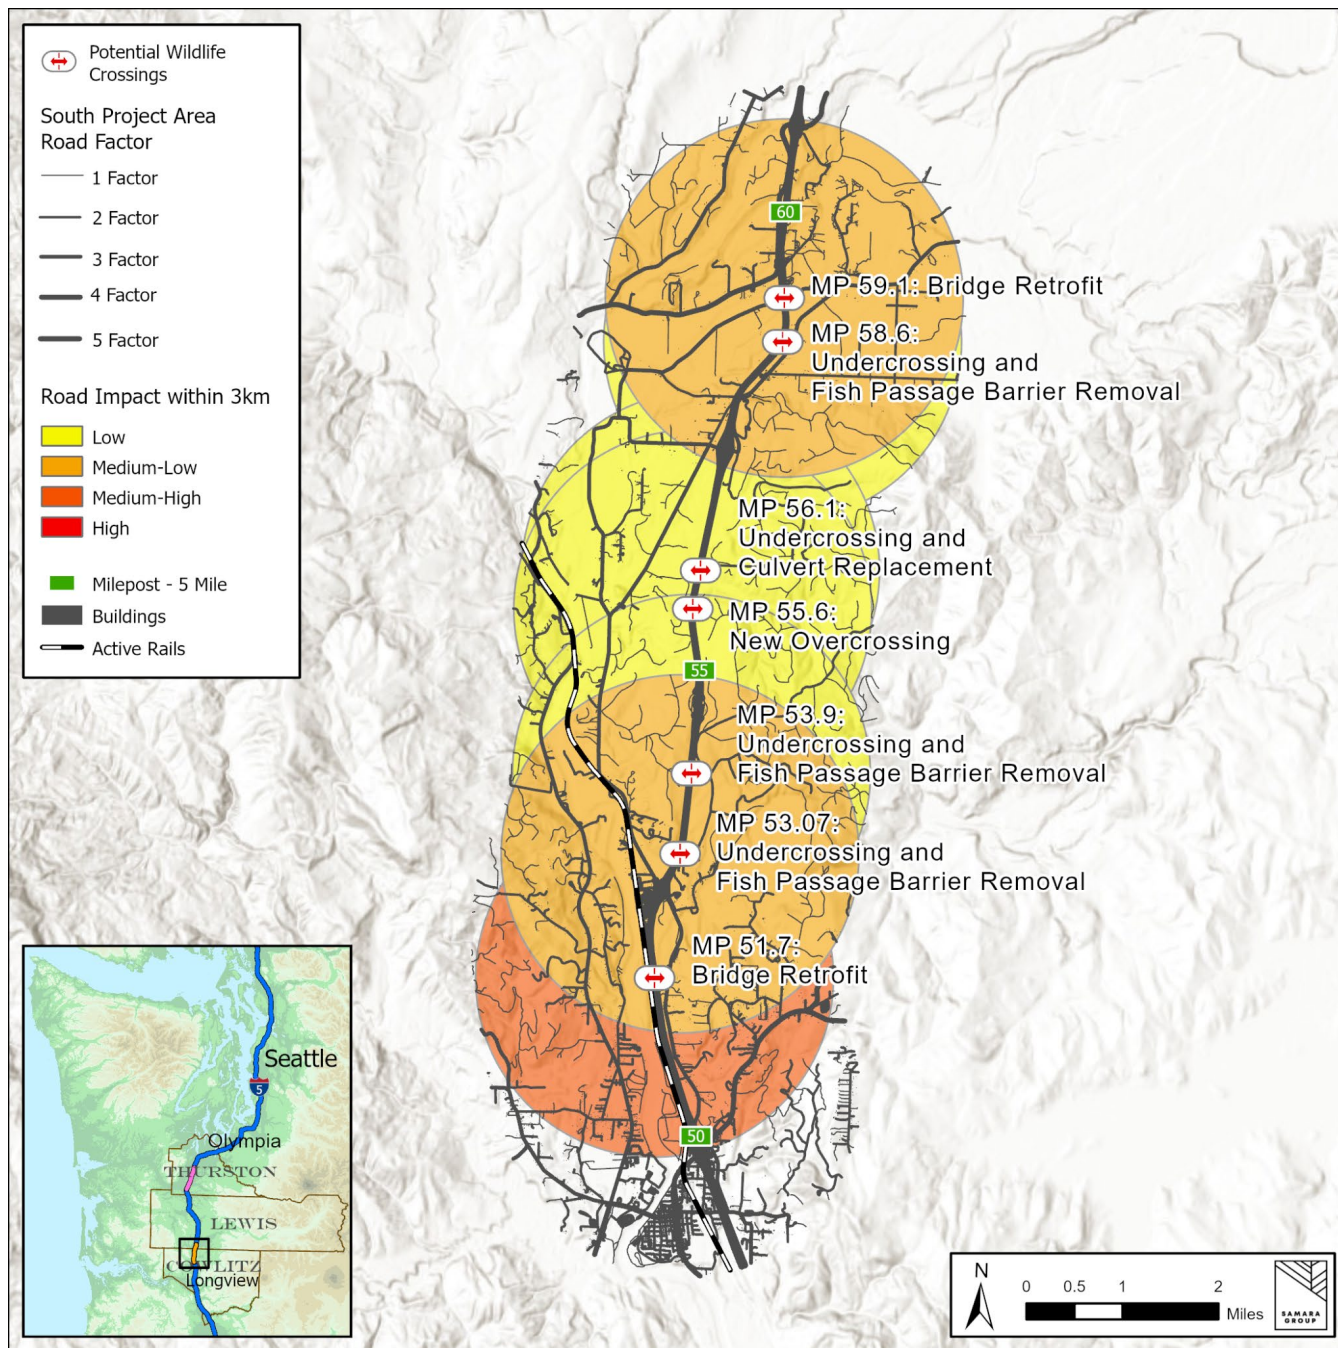 Potential Wildlife
Crossings
South Project Area
Road Factor
1 Factor
2 Factor
3 Factor
4 Factor
5 Factor
Road Impact within 3km
Low
Medium-Low
Medium-High
High
Milepost - 5 Mile
Buildings
Active Rails
60
MP 59.1: Bridge Retrofit
MP 58.6:
Undercrossing and
Fish Passage Barrier Removal
MP 56.1:
Undercrossing and
Culvert Replacement
MP 55.6:
New Overcrossing
55
MP 53.9:
Undercrossing and
Fish Passage Barrier Removal
MP 53.07:
Undercrossing and
Fish Passage Barrier Removal
MP 51.7:
Bridge Retrofit
50
Seattle
5
Olympia
THURSTON
LEWIS
COWLITZ
Longview
N
0 0.5 1 2
Miles
SAMARA
GROUP